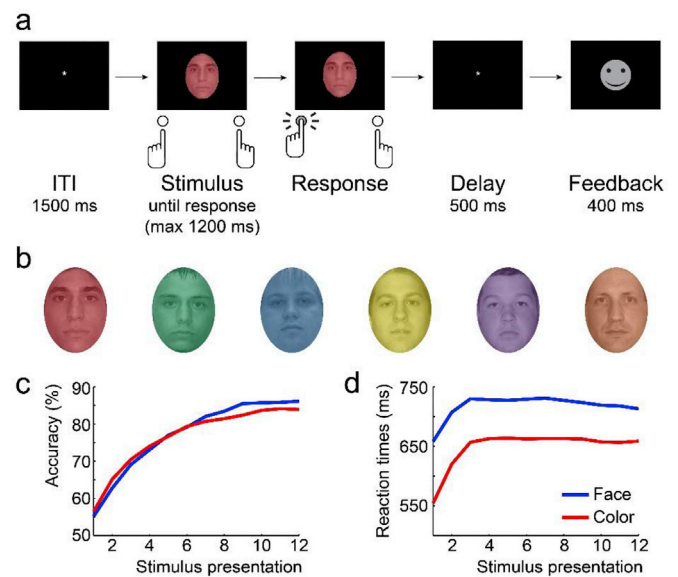 a
ITI
1500 ms
Stimulus
until response
(max 1200 ms)
Response
Delay
500 ms
Feedback
400 ms
b
c
Accuracy (%)
90
80
70
60
50
2 4 6 8 10 12
Stimulus presentation
d
Reaction times (ms)
750
650
550
Face
Color
2 4 6 8 10 12
Stimulus presentation